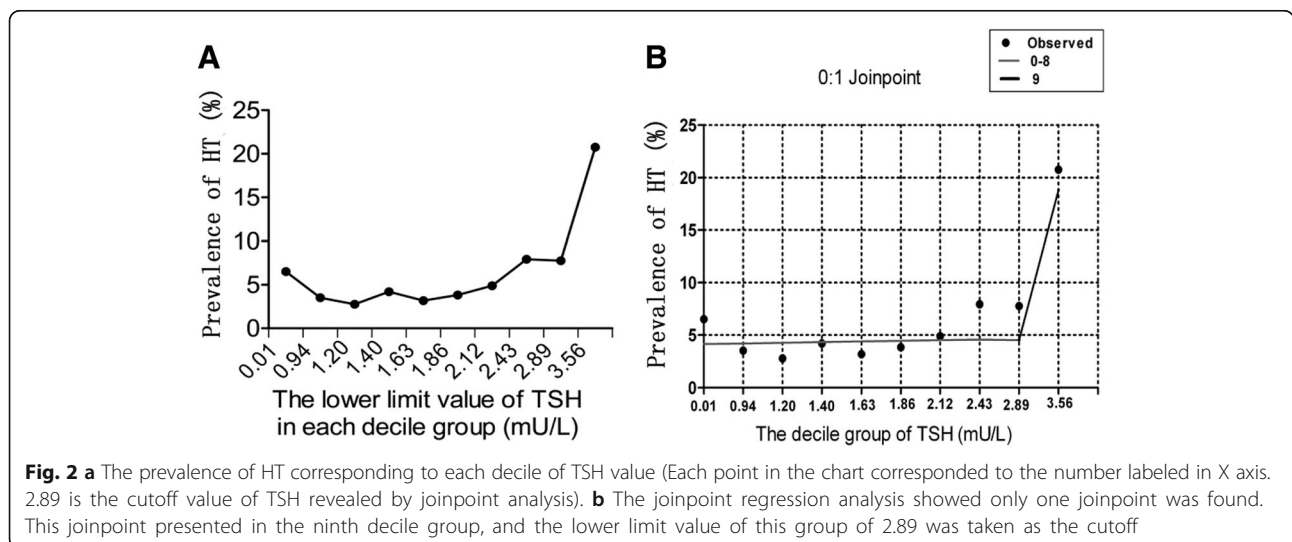 A
Prevalence of HT (%)
25
20
15
10
5
0
0.01
0.94
1.20
1.40
1.63
1.86
2.12
2.43
2.89
3.56
The lower limit value of TSH
in each decile group (mU/L)
B
0:1 Joinpoint
Observed
0-8
9
Prevalence of HT (%)
25
20
15
10
5
0
0.01
0.94
1.20
1.40
1.63
1.86
2.12
2.43
2.89
3.56
The decile group of TSH (mU/L)
Fig. 2 a The prevalence of HT corresponding to each decile of TSH value (Each point in the chart corresponded to the number labeled in X axis.
2.89 is the cutoff value of TSH revealed by joinpoint analysis). b The joinpoint regression analysis showed only one joinpoint was found.
This joinpoint presented in the ninth decile group, and the lower limit value of this group of 2.89 was taken as the cutoff